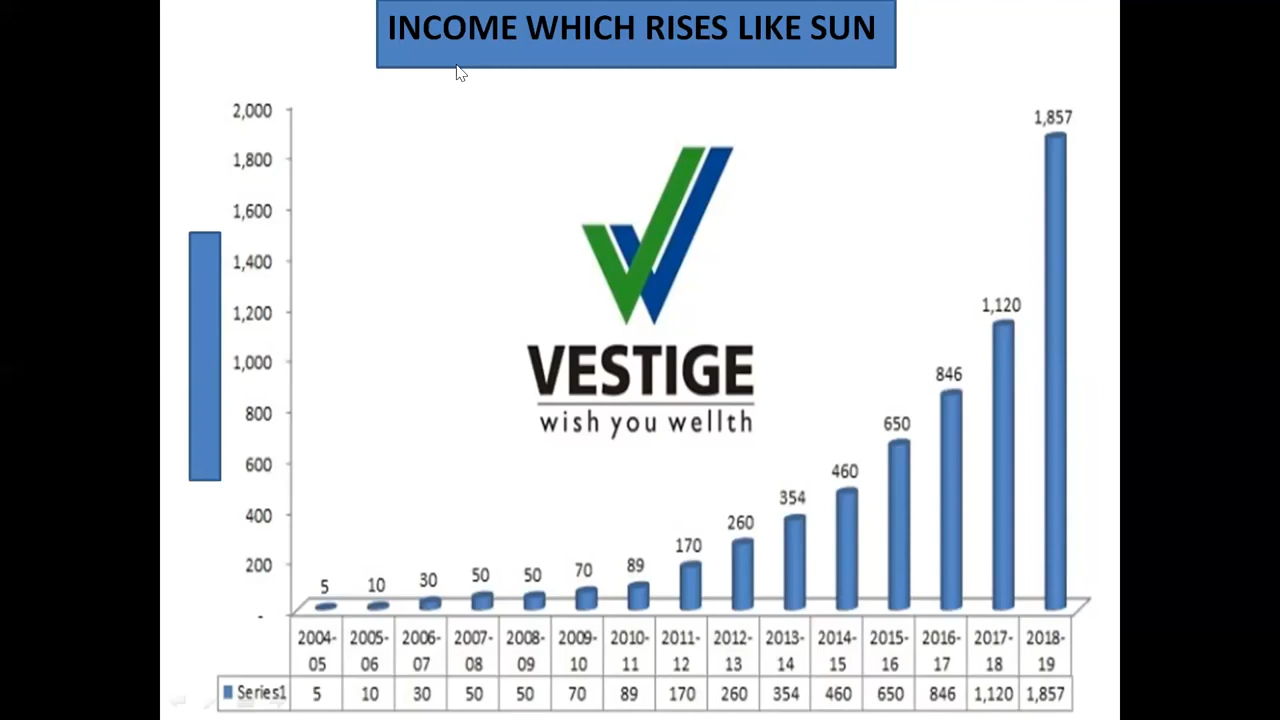 INCOME WHICH RISES LIKE SUN
2,000
1,800
1,600
1,400
1,200
1,000
800
600
400
200
-
5 10 30 50 50 70 89 170 260 354 460 650 846 1,120 1,857
VESTIGE
wish you wellth
2004-05 2005-06 2006-07 2007-08 2008-09 2009-10 2010-11 2011-12 2012-13 2013-14 2014-15 2015-16 2016-17 2017-18 2018-19
Series1 5 10 30 50 50 70 89 170 260 354 460 650 846 1,120 1,857